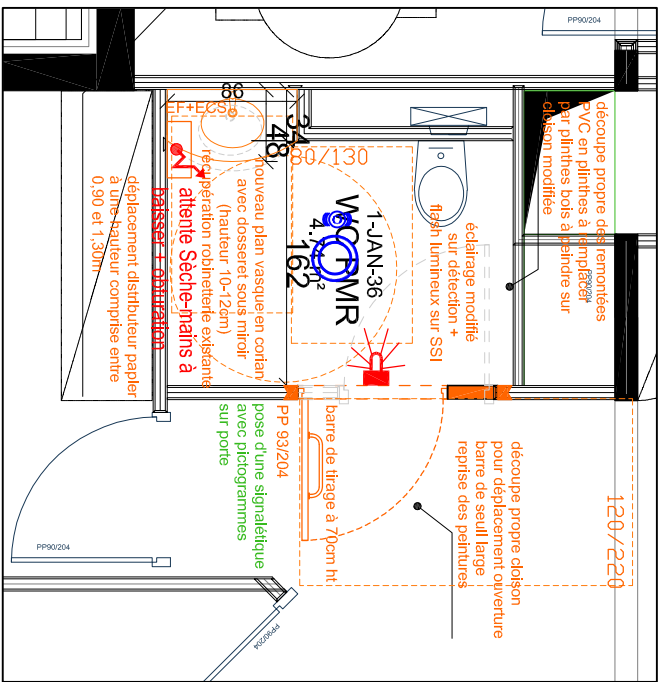 PP90/204
découpe propre des remontées
PVC en plinthes à remplacer
par plinthes bois à peindre sur
cloison modifiée
PP90/204
86
EF+ECS
34
48
80/130
éclairage modifié
sur détection +
flash lumineux sur SSI
1-JAN-36
WC PMR
162
nouveau plan vasque en corian
avec dosseret sous miroir
(hauteur 10-12cm)
récupération robinetterie existante
attente Sèche-mains à
baisser + obturation
déplacement distributeur papier
à une hauteur comprise entre
0,90 et 1,30m
PP 93/204
barre de tirage à 70cm ht
pose d'une signalétique
avec pictogrammes
sur porte
découpe propre cloison
pour déplacement ouverture
barre de seuil large
reprise des peintures
120/220
PP90/204
PP90/204